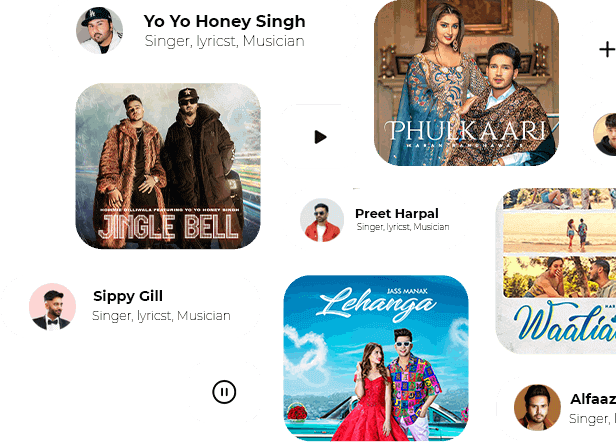 Yo Yo Honey Singh
Singer, lyricst, Musician
HOMMIE DILLIWALA FEATURING YO YO HONEY SINGH
JINGLE BELL
PHULKAARI
KARAN RANDHAWA
Preet Harpal
Singer, lyricst, Musician
Sippy Gill
Singer, lyricst, Musician
JASS MANAK
Lehanga
Alfaaz
Singer,